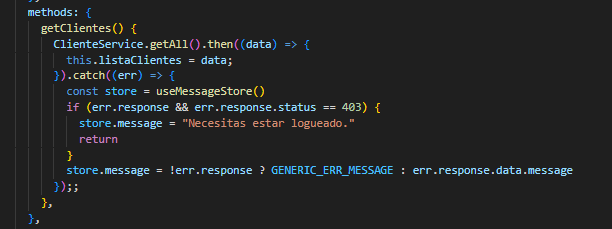 methods: {
getClientes() {
ClienteService.getAll().then((data) => {
this.listaClientes = data;
}).catch((err) => {
const store = useMessageStore()
if (err.response && err.response.status == 403) {
store.message = "Necesitas estar logueado."
return
}
store.message = !err.response ? GENERIC_ERR_MESSAGE : err.response.data.message
});;
},
},